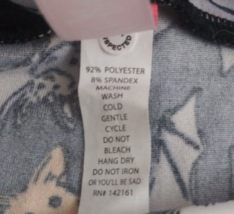 INSPECTED
92% POLYESTER
8% SPANDEX
MACHINE
WASH
COLD
GENTLE
CYCLE
DO NOT
BLEACH
HANG DRY
DO NOT IRON
OR YOU'LL BE SAD
RN# 142161